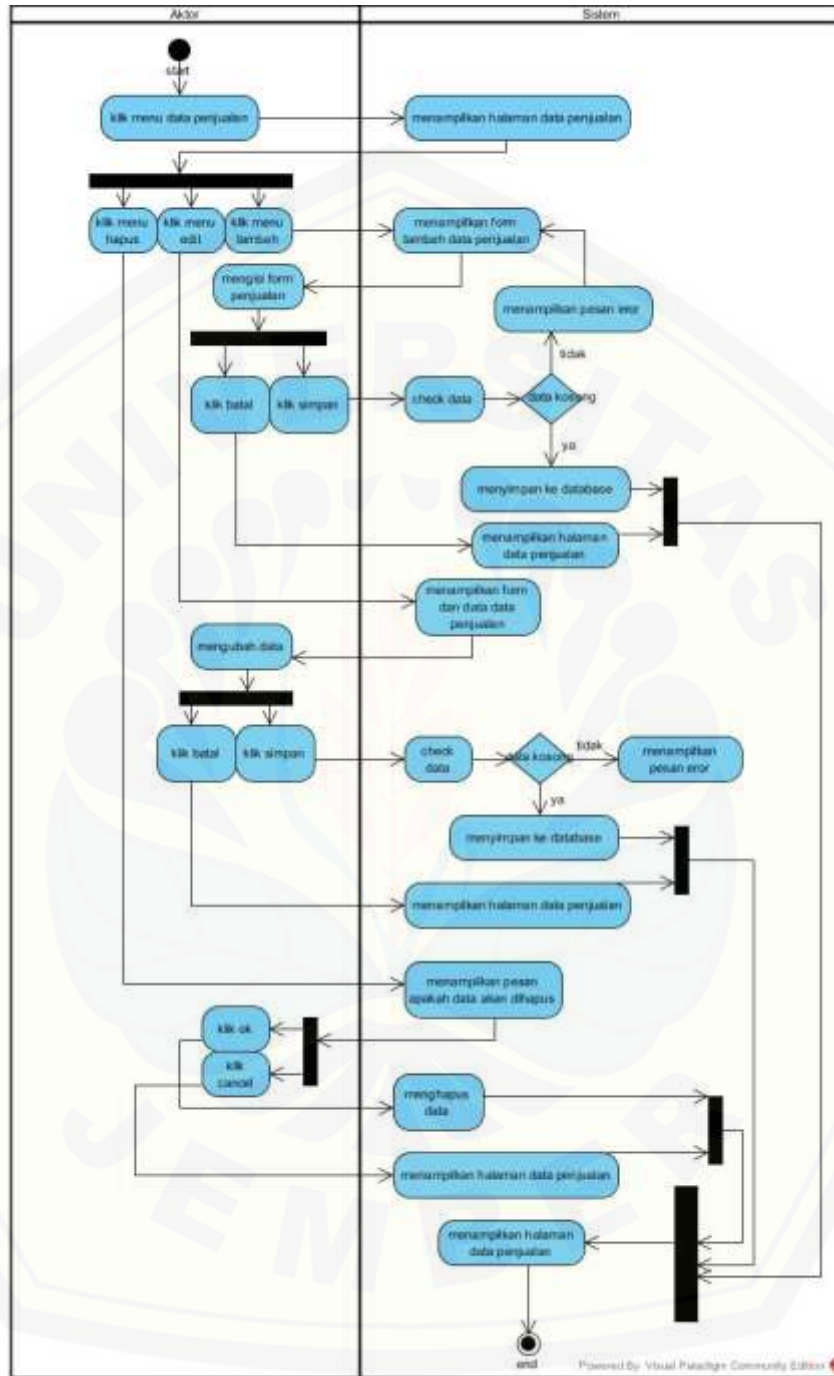 Aktor
Sistem
start
klik menu data penjualan
menampilkan halaman data penjualan
klik menu
hapus
klik menu
edit
klik menu
tambah
menampilkan form
tambah data penjualan
mengisi form
penjualan
menampilkan pesan eror
tidak
klik batal
klik simpan
check data
data kosong
ya
menyimpan ke database
menampilkan halaman
data penjualan
menampilkan form
dan data data
penjualan
mengubah data
klik batal
klik simpan
check
data
data kosong
tidak
menampilkan
pesan eror
ya
menyimpan ke database
menampilkan halaman data penjualan
menampilkan pesan
apakah data akan dihapus
klik ok
klik
cancel
menghapus
data
menampilkan halaman data penjualan
menampilkan halaman
data penjualan
end
Powered By Visual Paradigm Community Edition
UNIVERSITAS
JEMBER